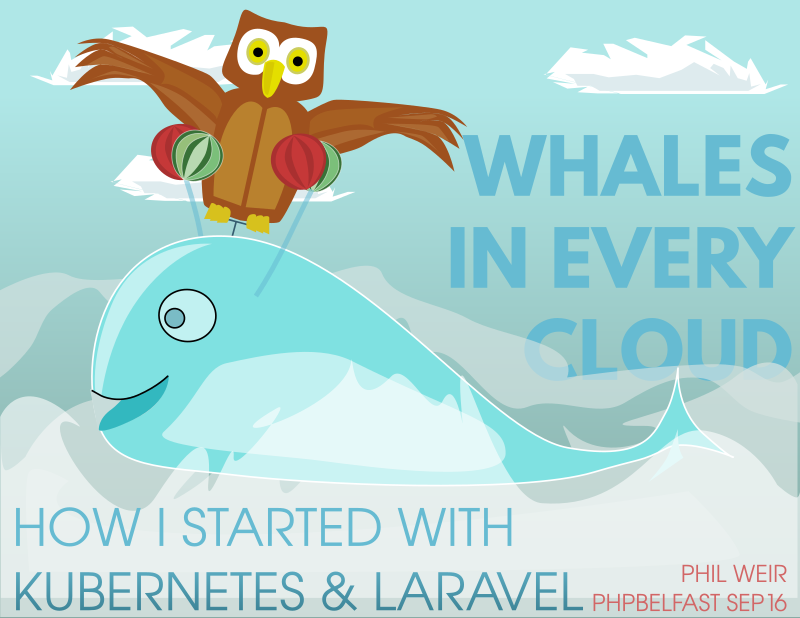 WHALES
IN EVERY
CLOUD
HOW I STARTED WITH
KUBERNETES & LARAVEL
PHIL WEIR
PHPBELFAST SEP 16